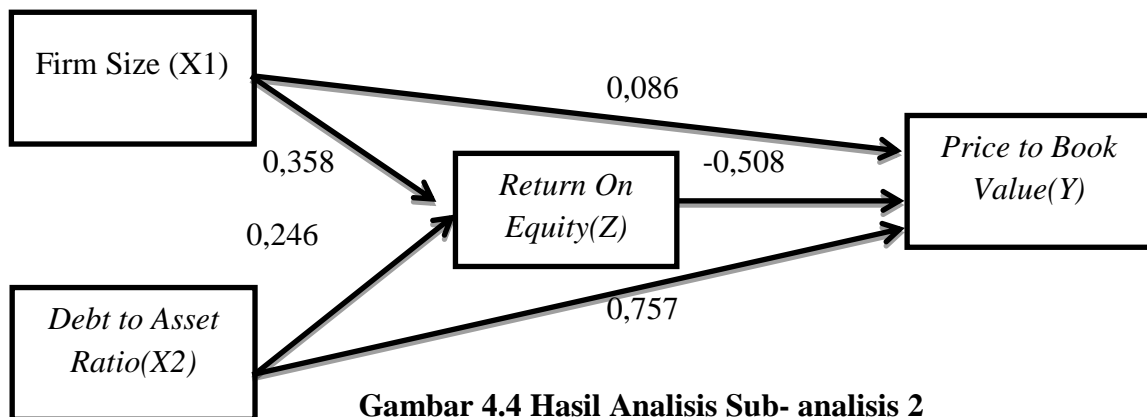 Firm Size (X1)
0,086
Price to Book
Value(Y)
0,358
Return On
Equity(Z)
-0,508
0,246
Debt to Asset
Ratio(X2)
0,757
Gambar 4.4 Hasil Analisis Sub- analisis 2